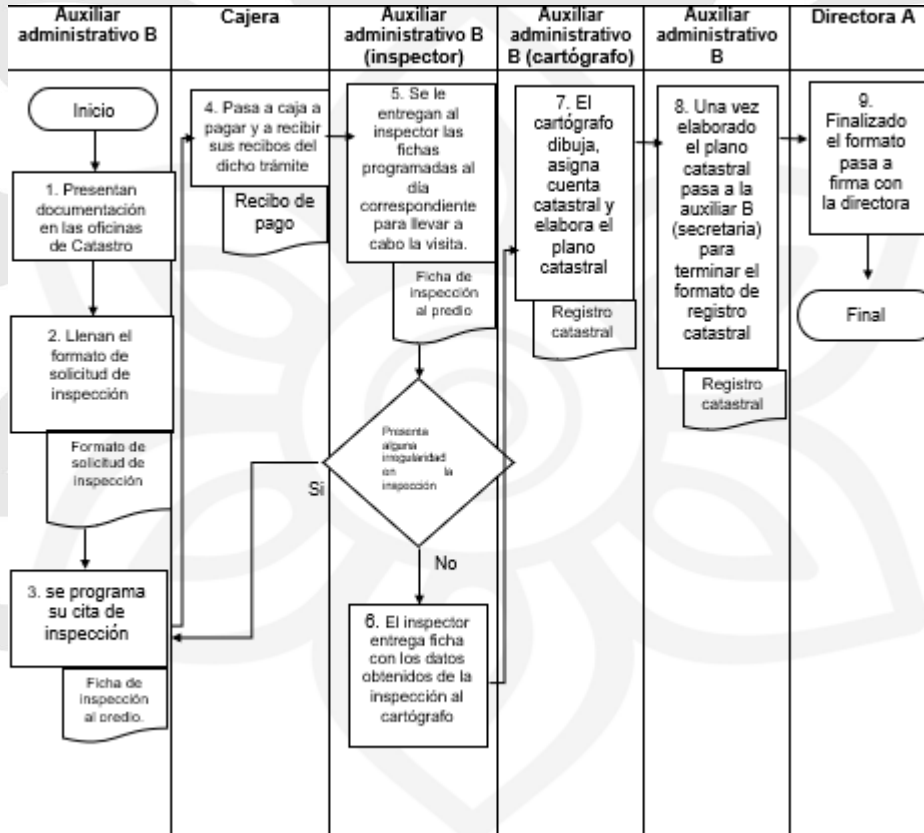 Auxiliar
administrativo B
Cajera
Auxiliar
administrativo B
(inspector)
Auxiliar
administrativo
B (cartógrafo)
Auxiliar
administrativo
B
Directora A
Inicio
1. Presentan
documentación
en las oficinas
de Catastro
2. Llenan el
formato de
solicitud de
inspección
Formato de
solicitud de
inspección
3. se programa
su cita de
inspección
Ficha de
inspección
al predio.
4. Pasa a caja a
pagar y a recibir
sus recibos del
dicho trámite
Recibo de
pago
5. Se le
entregan al
inspector las
fichas
programadas al
día
correspondiente
para llevar a
cabo la visita.
Ficha de
inspección
al predio
Presenta
alguna
irregularidad
en la
inspección
Si
No
6. El inspector
entrega ficha
con los datos
obtenidos de la
inspección al
cartógrafo
7. El
cartógrafo
dibuja,
asigna
cuenta
catastral y
elabora el
plano
catastral
Registro
catastral
8. Una vez
elaborado
el plano
catastral
pasa a la
auxiliar B
(secretaria)
para
terminar el
formato de
registro
catastral
Registro
catastral
9.
Finalizado
el formato
pasa a
firma con
la directora
Final